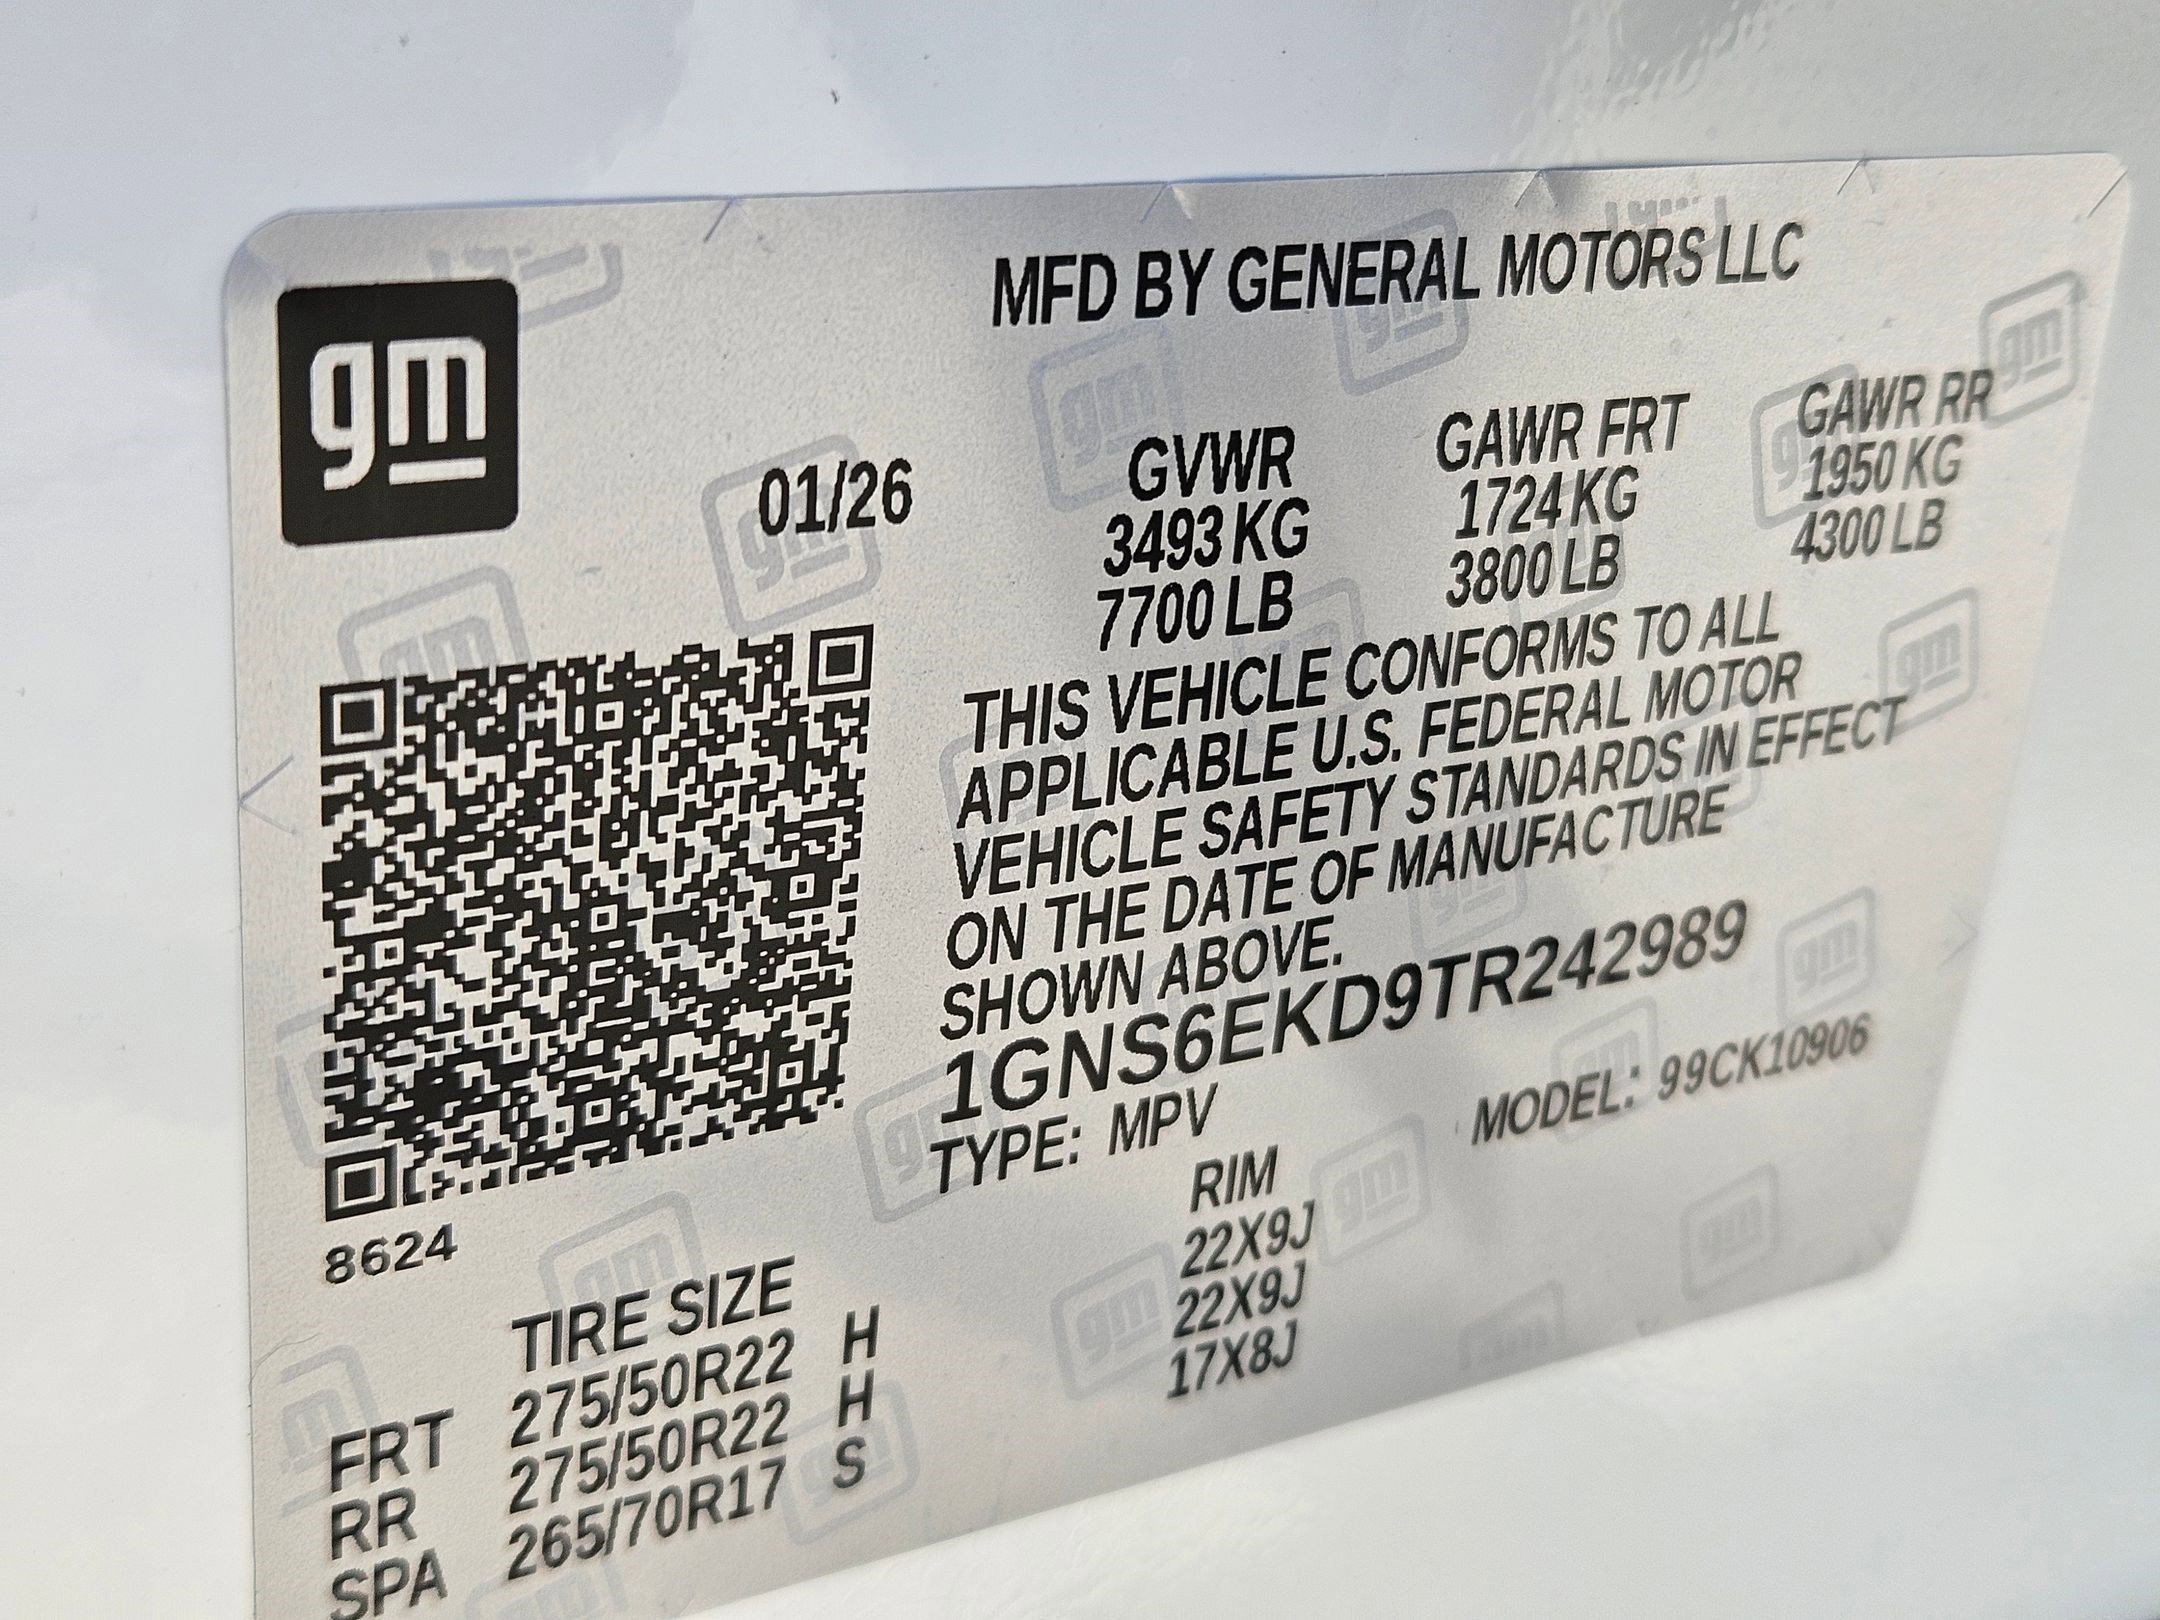 gm
MFD BY GENERAL MOTORS LLC
01/26
GVWR GAWR FRT GAWR RR
3493 KG 1724 KG 1950 KG
7700 LB 3800 LB 4300 LB
THIS VEHICLE CONFORMS TO ALL
APPLICABLE U.S. FEDERAL MOTOR
VEHICLE SAFETY STANDARDS IN EFFECT
ON THE DATE OF MANUFACTURE
SHOWN ABOVE.
1GNS6EKD9TR242989
TYPE: MPV MODEL: 99CK10906
8624
TIRE SIZE RIM
FRT 275/50R22 H 22X9J
RR 275/50R22 H 22X9J
SPA 265/70R17 S 17X8J